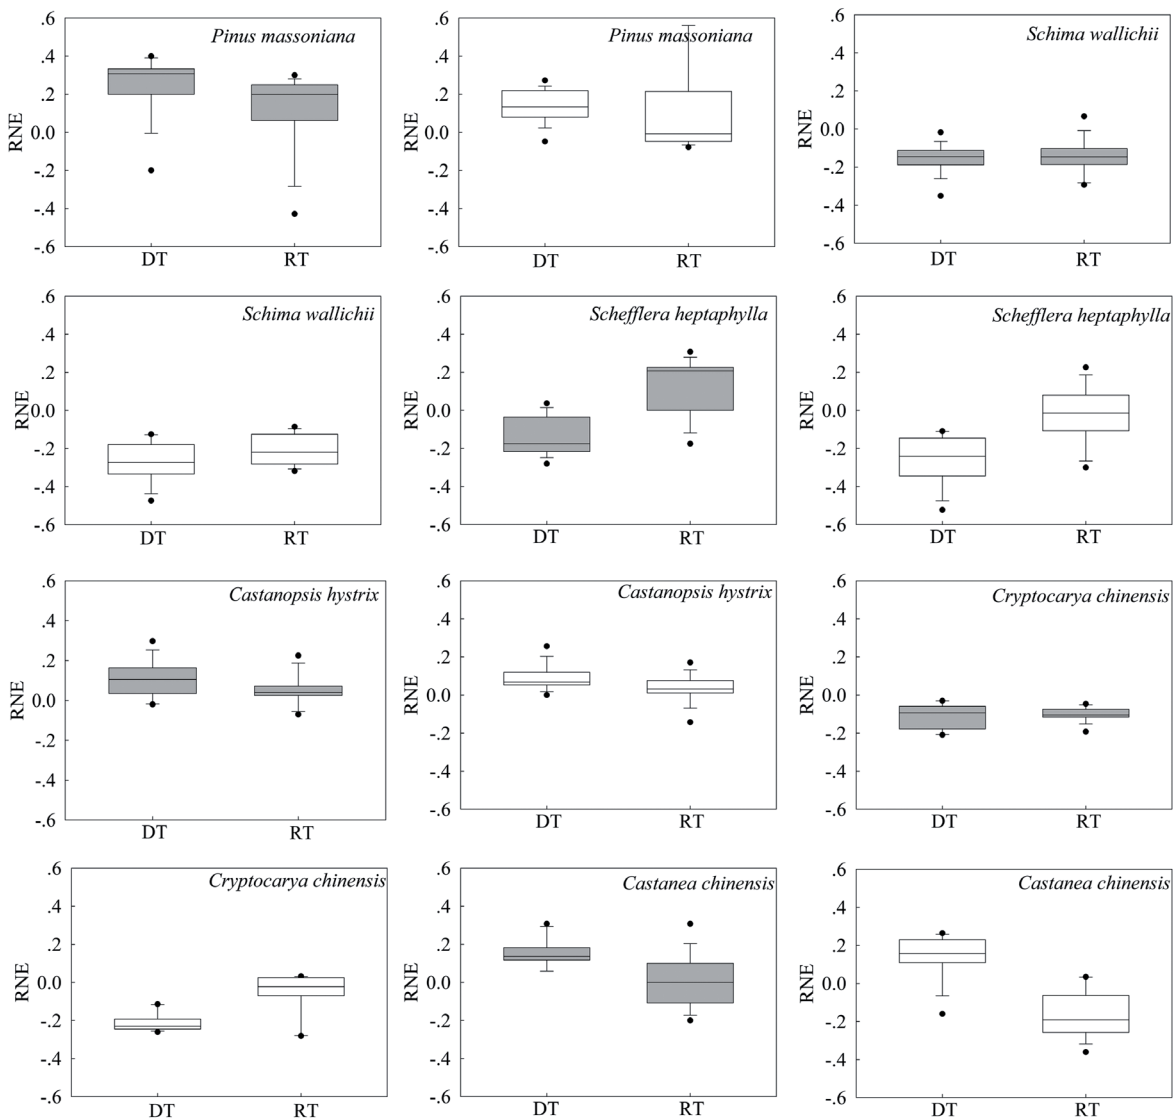 Pinus massoniana
.6
.4
.2
0.0
-.2
-.4
-.6
RNE
DT
RT
Pinus massoniana
.6
.4
.2
0.0
-.2
-.4
-.6
RNE
DT
RT
Schima wallichii
.6
.4
.2
0.0
-.2
-.4
-.6
RNE
DT
RT
Schima wallichii
.6
.4
.2
0.0
-.2
-.4
-.6
RNE
DT
RT
Schefflera heptaphylla
.6
.4
.2
0.0
-.2
-.4
-.6
RNE
DT
RT
Schefflera heptaphylla
.6
.4
.2
0.0
-.2
-.4
-.6
RNE
DT
RT
Castanopsis hystrix
.6
.4
.2
0.0
-.2
-.4
-.6
RNE
DT
RT
Castanopsis hystrix
.6
.4
.2
0.0
-.2
-.4
-.6
RNE
DT
RT
Cryptocarya chinensis
.6
.4
.2
0.0
-.2
-.4
-.6
RNE
DT
RT
Cryptocarya chinensis
.6
.4
.2
0.0
-.2
-.4
-.6
RNE
DT
RT
Castanea chinensis
.6
.4
.2
0.0
-.2
-.4
-.6
RNE
DT
RT
Castanea chinensis
.6
.4
.2
0.0
-.2
-.4
-.6
RNE
DT
RT